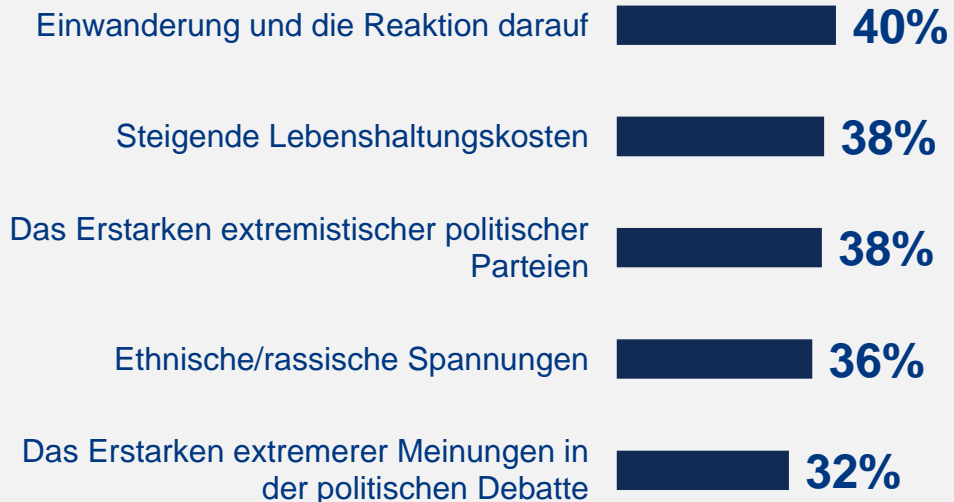 Einwanderung und die Reaktion darauf 40%
Steigende Lebenshaltungskosten 38%
Das Erstarken extremistischer politischer
Parteien 38%
Ethnische/rassische Spannungen 36%
Das Erstarken extremerer Meinungen in
der politischen Debatte 32%